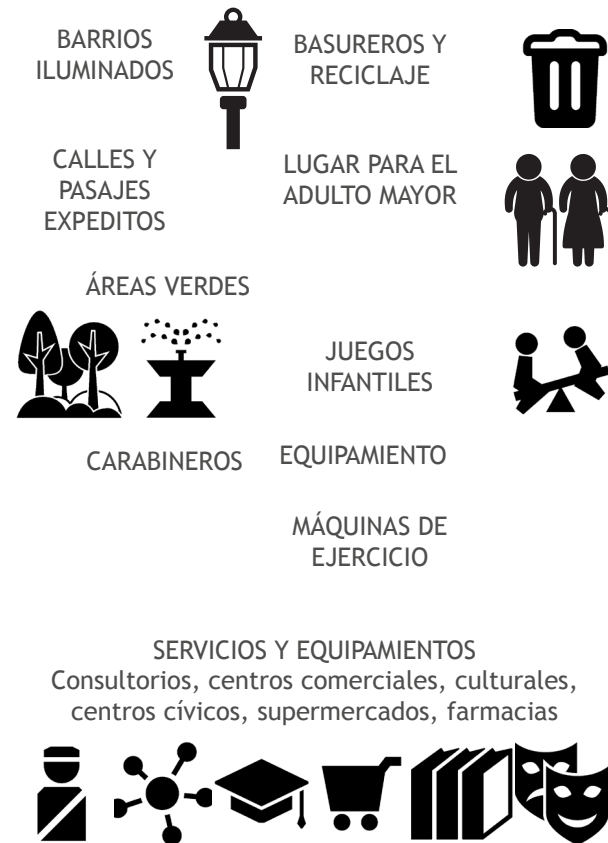 BARRIOS
ILUMINADOS
BASUREROS Y
RECICLAJE
CALLES Y
PASAJES
EXPEDITOS
LUGAR PARA EL
ADULTO MAYOR
ÁREAS VERDES
JUEGOS
INFANTILES
CARABINEROS
EQUIPAMIENTO
MÁQUINAS DE
EJERCICIO
SERVICIOS Y EQUIPAMIENTOS
Consultorios, centros comerciales, culturales,
centros cívicos, supermercados, farmacias